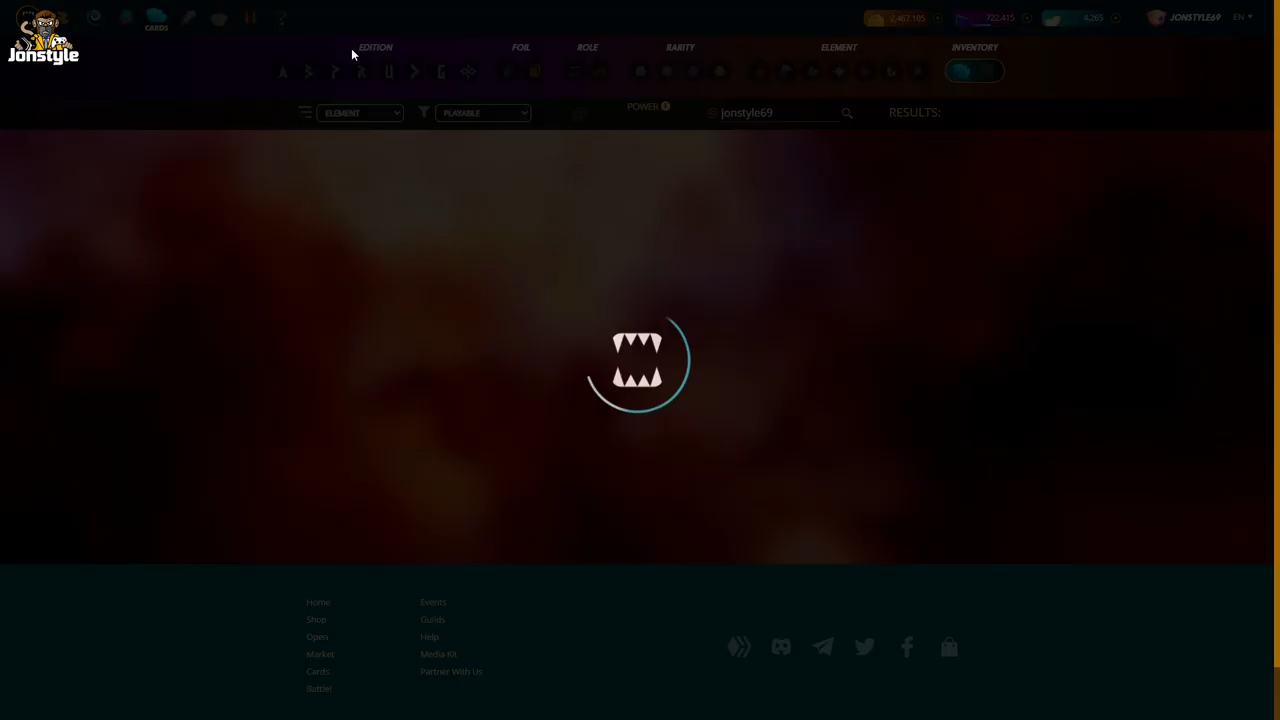 Jonstyle
CARDS
2,467.105
722.415
4,265
JONSTYLE69
EN
EDITION
FOIL
ROLE
RARITY
ELEMENT
INVENTORY
ELEMENT
PLAYABLE
POWER
jonstyle69
RESULTS:
Home
Shop
Open
Market
Cards
Battle!
Events
Guilds
Help
Media Kit
Partner With Us